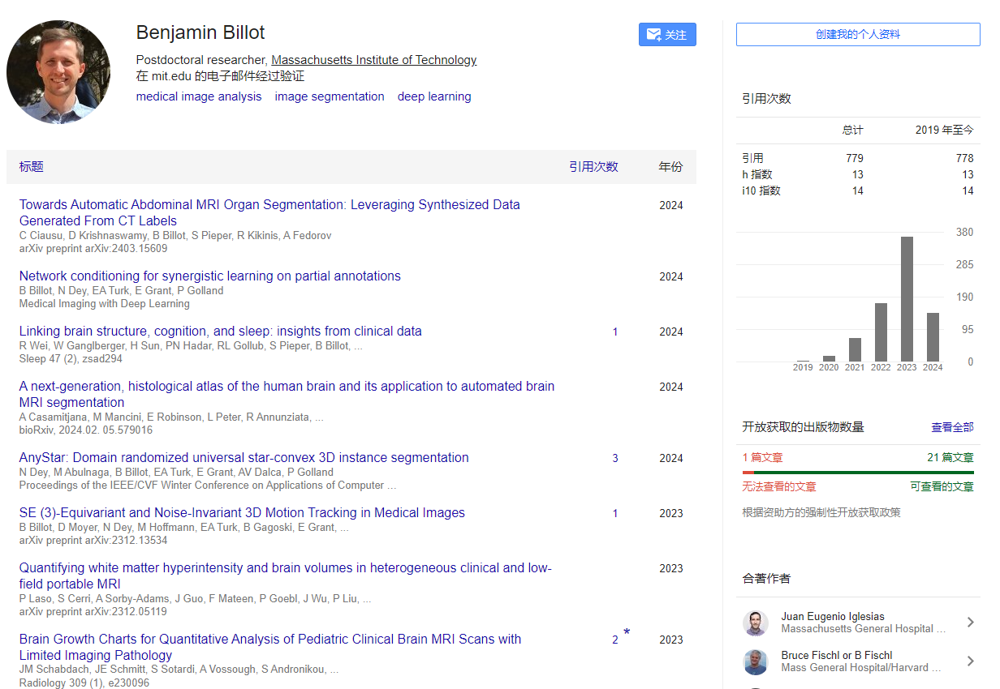 Benjamin Billot
关注
Postdoctoral researcher, Massachusetts Institute of Technology
在 mit.edu 的电子邮件经过验证
medical image analysis image segmentation deep learning
标题 引用次数 年份
Towards Automatic Abdominal MRI Organ Segmentation: Leveraging Synthesized Data 2024
Generated From CT Labels
C Ciausu, D Krishnaswamy, B Billot, S Pieper, R Kikinis, A Fedorov
arXiv preprint arXiv:2403.15609
Network conditioning for synergistic learning on partial annotations 2024
B Billot, N Dey, EA Turk, E Grant, P Golland
Medical Imaging with Deep Learning
Linking brain structure, cognition, and sleep: insights from clinical data 1 2024
R Wei, W Ganglberger, H Sun, PN Hadar, RL Gollub, S Pieper, B Billot, ...
Sleep 47 (2), zsad294
A next-generation, histological atlas of the human brain and its application to automated brain 2024
MRI segmentation
A Casamitjana, M Mancini, E Robinson, L Peter, R Annunziata, ...
bioRxiv, 2024.02. 05.579016
AnyStar: Domain randomized universal star-convex 3D instance segmentation 3 2024
N Dey, M Abulnaga, B Billot, EA Turk, E Grant, AV Dalca, P Golland
Proceedings of the IEEE/CVF Winter Conference on Applications of Computer ...
SE (3)-Equivariant and Noise-Invariant 3D Motion Tracking in Medical Images 1 2023
B Billot, D Moyer, N Dey, M Hoffmann, EA Turk, B Gagoski, E Grant, ...
arXiv preprint arXiv:2312.13534
Quantifying white matter hyperintensity and brain volumes in heterogeneous clinical and low- 2023
field portable MRI
P Laso, S Cerri, A Sorby-Adams, J Guo, F Mateen, P Goebl, J Wu, P Liu, ...
arXiv preprint arXiv:2312.05119
Brain Growth Charts for Quantitative Analysis of Pediatric Clinical Brain MRI Scans with 2 * 2023
Limited Imaging Pathology
JM Schabdach, JE Schmitt, S Sotardi, A Vossough, S Andronikou, ...
Radiology 309 (1), e230096
创建我的个人资料
引用次数
总计 2019 年至今
引用 779 778
h 指数 13 13
i10 指数 14 14
380
285
190
95
0
2019 2020 2021 2022 2023 2024
开放获取的出版物数量 查看全部
1 篇文章 21 篇文章
无法查看的文章 可查看的文章
根据资助方的强制性开放获取政策
合著作者
Juan Eugenio Iglesias
Massachusetts General Hospital ...
Bruce Fischl or B Fischl
Mass General Hospital/Harvard ...